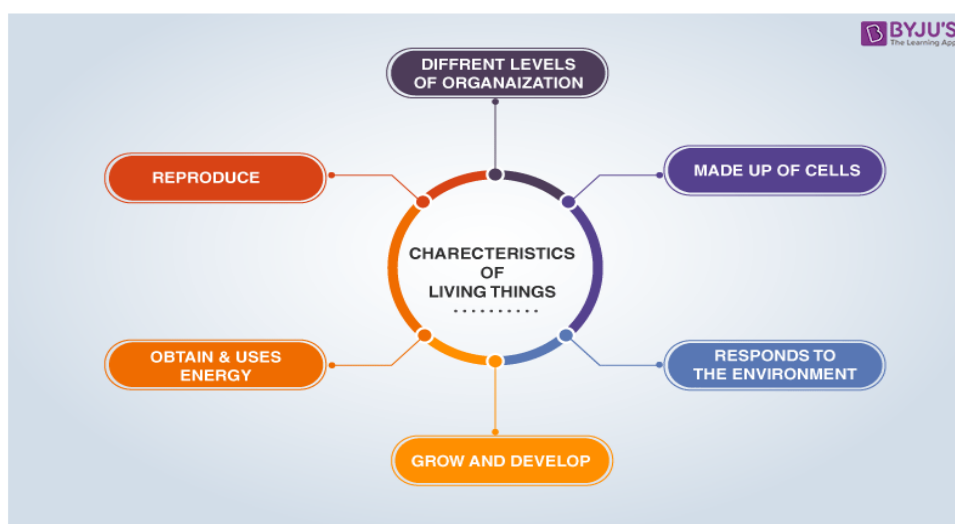 BYJU'S
The Learning App
DIFFRENT LEVELS
OF ORGANAIZATION
REPRODUCE
MADE UP OF CELLS
CHARECTERISTICS
OF
LIVING THINGS
OBTAIN & USES
ENERGY
RESPONDS TO
THE ENVIRONMENT
GROW AND DEVELOP